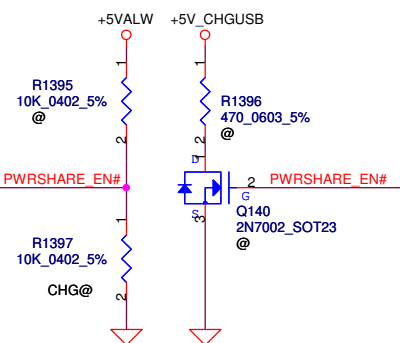 +5VALW
+5V_CHGUSB
1
1
R1395
10K_0402_5%
@
R1396
470_0603_5%
@
2
2
D
1
PWRSHARE_EN#
2
PWRSHARE_EN#
G
S
3
Q140
2N7002_SOT23
@
1
R1397
10K_0402_5%
CHG@
2